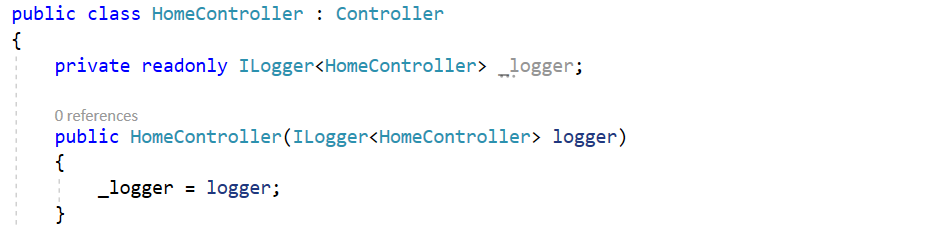 public class HomeController : Controller
{
private readonly ILogger<HomeController> _logger;
0 references
public HomeController(ILogger<HomeController> logger)
{
_logger = logger;
}